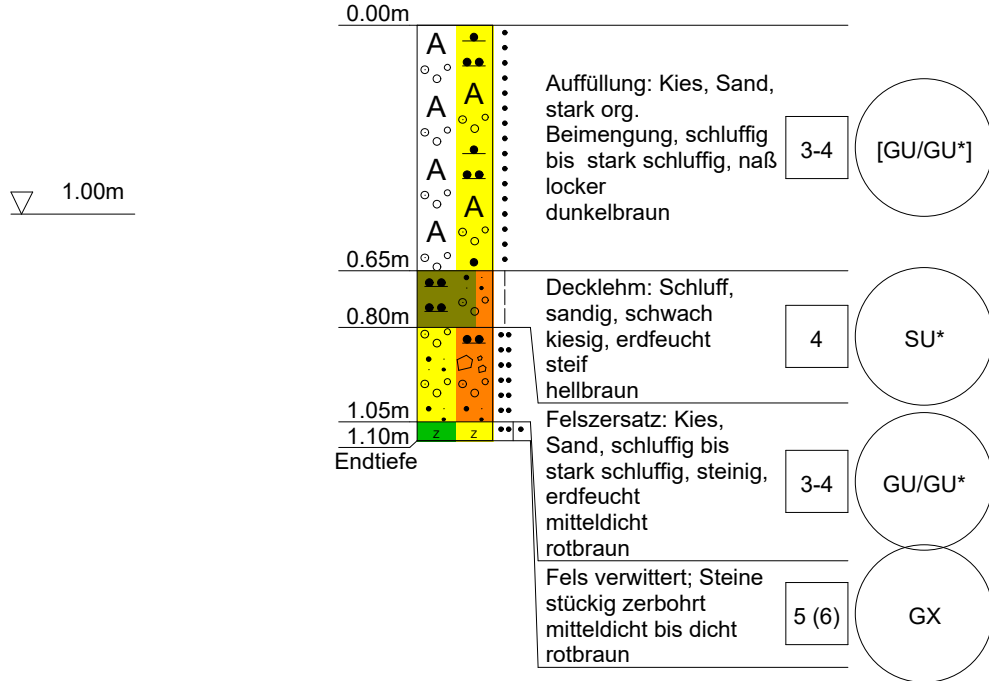 0.00m
A
A
A
A
A
A
Auffüllung: Kies, Sand,
stark org.
Beimengung, schluffig
bis stark schluffig, naß
locker
dunkelbraun
3-4
[GU/GU*]
1.00m
0.65m
Decklehm: Schluff,
sandig, schwach
kiesig, erdfeucht
steif
hellbraun
4
SU*
0.80m
1.05m
Felszersatz: Kies,
Sand, schluffig bis
stark schluffig, steinig,
erdfeucht
mitteldicht
rotbraun
3-4
GU/GU*
1.10m
z z
Endtiefe
Fels verwittert; Steine
stückig zerbohrt
mitteldicht bis dicht
rotbraun
5 (6)
GX